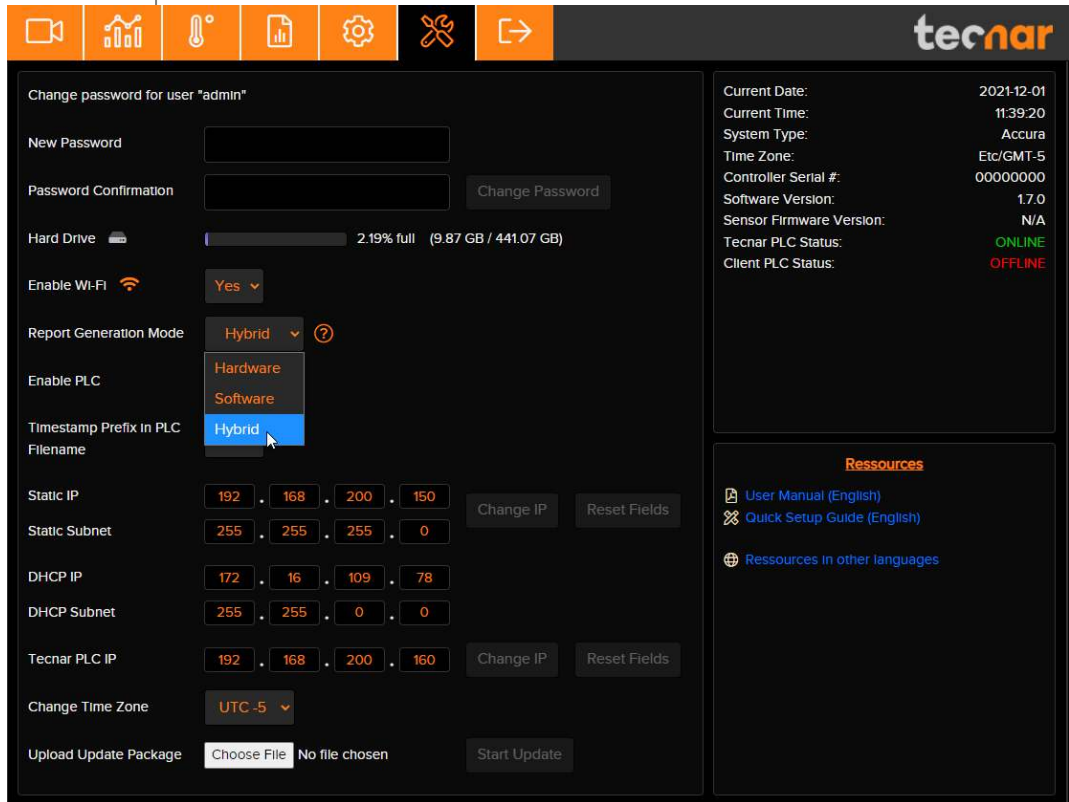 tecnar
Change password for user "admin"
New Password
Password Confirmation
Change Password
Hard Drive
2.19% full (9.87 GB / 441.07 GB)
Enable Wi-Fi
Yes
Report Generation Mode
Hybrid
?
Hardware
Software
Hybrid
Enable PLC
Timestamp Prefix in PLC
Filename
Static IP
192 . 168 . 200 . 150
Change IP
Reset Fields
Static Subnet
255 . 255 . 255 . 0
DHCP IP
172 . 16 . 109 . 78
DHCP Subnet
255 . 255 . 0 . 0
Tecnar PLC IP
192 . 168 . 200 . 160
Change IP
Reset Fields
Change Time Zone
UTC -5
Upload Update Package
Choose File No file chosen
Start Update
Current Date: 2021-12-01
Current Time: 11:39:20
System Type: Accura
Time Zone: Etc/GMT-5
Controller Serial #: 00000000
Software Version: 1.7.0
Sensor Firmware Version: N/A
Tecnar PLC Status: ONLINE
Client PLC Status: OFFLINE
Ressources
User Manual (English)
Quick Setup Guide (English)
Ressources in other languages